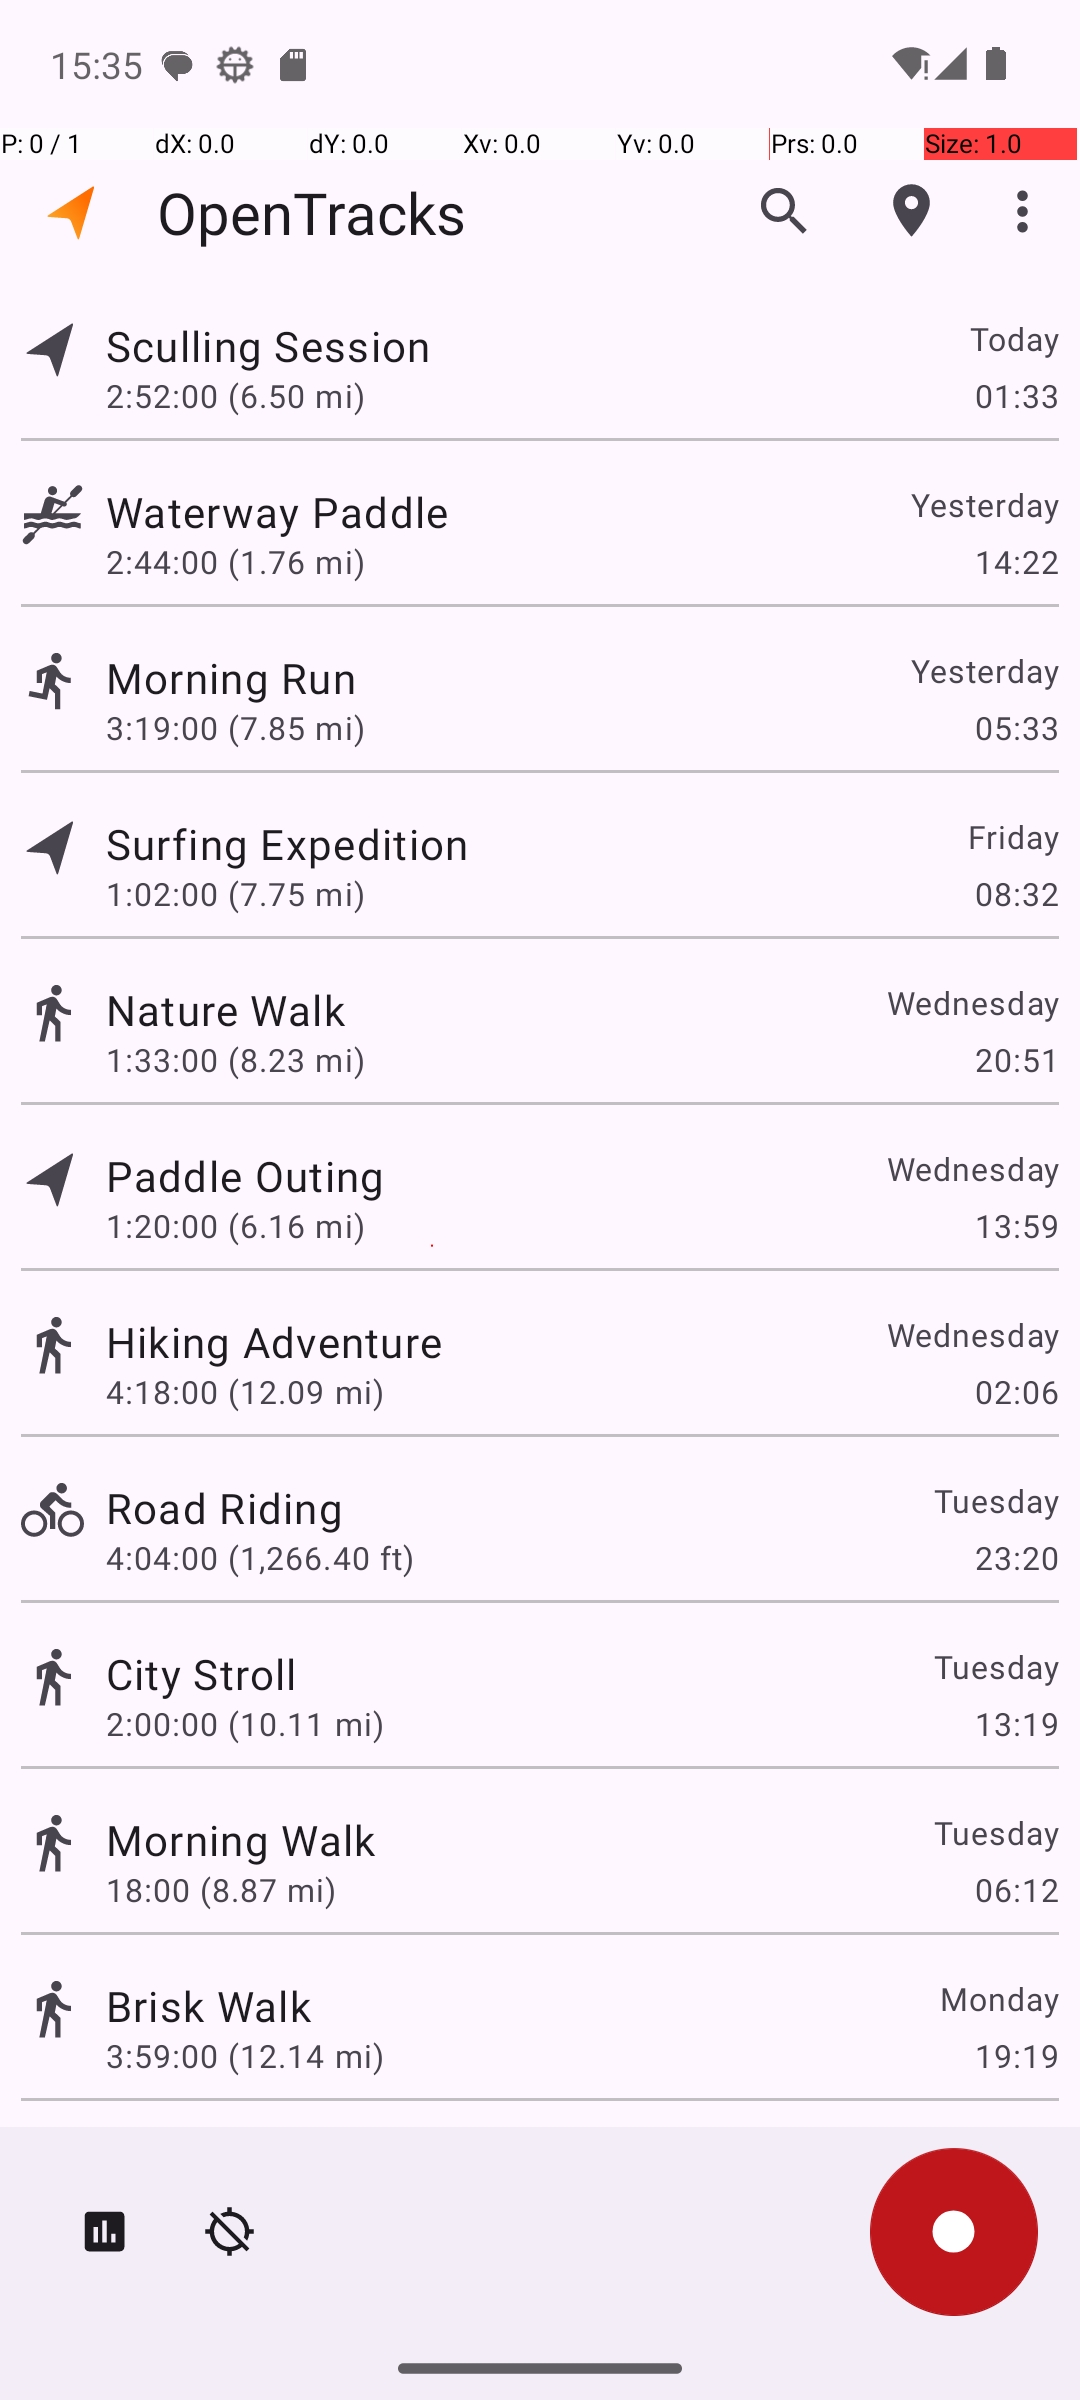 15:35
P: 0 / 1 dX: 0.0 dY: 0.0 Xv: 0.0 Yv: 0.0 Prs: 0.0 Size: 1.0
OpenTracks
Sculling Session Today
2:52:00 (6.50 mi) 01:33
Waterway Paddle Yesterday
2:44:00 (1.76 mi) 14:22
Morning Run Yesterday
3:19:00 (7.85 mi) 05:33
Surfing Expedition Friday
1:02:00 (7.75 mi) 08:32
Nature Walk Wednesday
1:33:00 (8.23 mi) 20:51
Paddle Outing Wednesday
1:20:00 (6.16 mi) 13:59
Hiking Adventure Wednesday
4:18:00 (12.09 mi) 02:06
Road Riding Tuesday
4:04:00 (1,266.40 ft) 23:20
City Stroll Tuesday
2:00:00 (10.11 mi) 13:19
Morning Walk Tuesday
18:00 (8.87 mi) 06:12
Brisk Walk Monday
3:59:00 (12.14 mi) 19:19